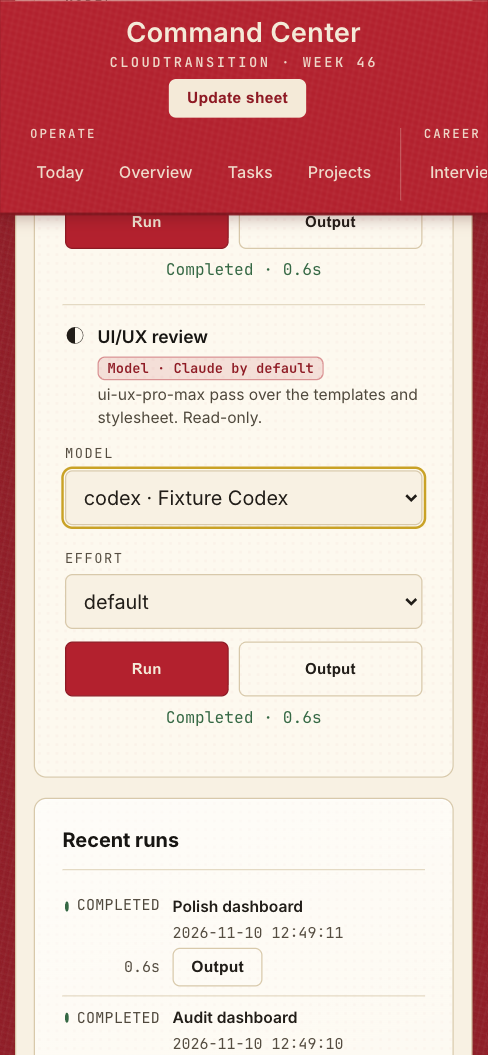 Command Center
CLOUDTRANSITION · WEEK 46
Update sheet
OPERATE
CAREER
Today
Overview
Tasks
Projects
Intervie
Run
Output
Completed · 0.6s
UI/UX review
Model · Claude by default
ui-ux-pro-max pass over the templates and
stylesheet. Read-only.
MODEL
codex · Fixture Codex
EFFORT
default
Run
Output
Completed · 0.6s
Recent runs
COMPLETED
Polish dashboard
2026-11-10 12:49:11
0.6s
Output
COMPLETED
Audit dashboard
2026-11-10 12:49:10